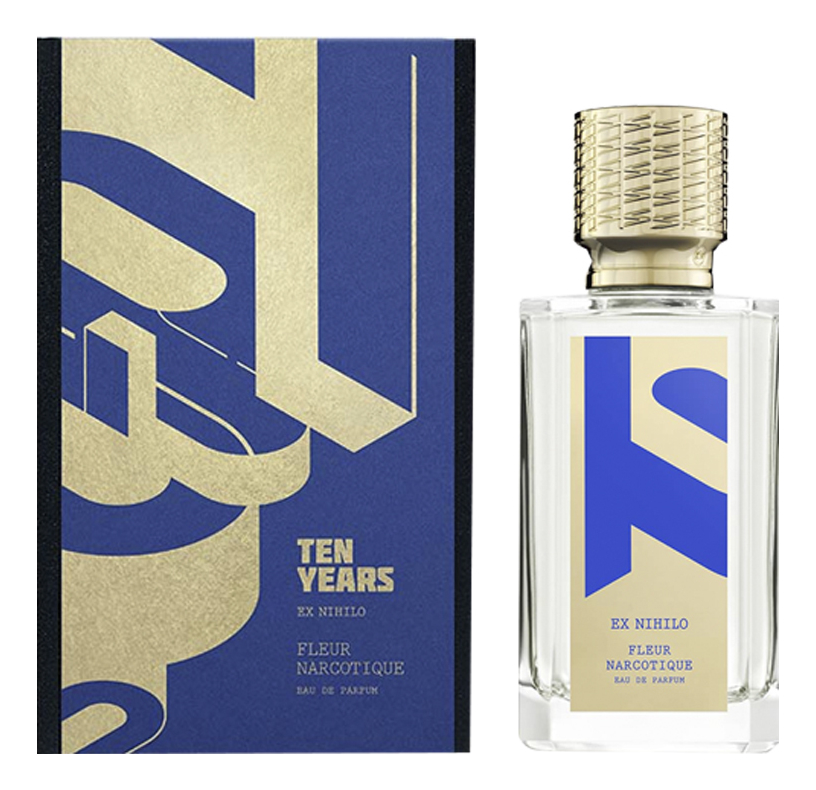 TEN
YEARS
EX NIHILO
FLEUR
NARCOTIQUE
EAU DE PARFUM
EX NIHILO
FLEUR
NARCOTIQUE
EAU DE PARFUM